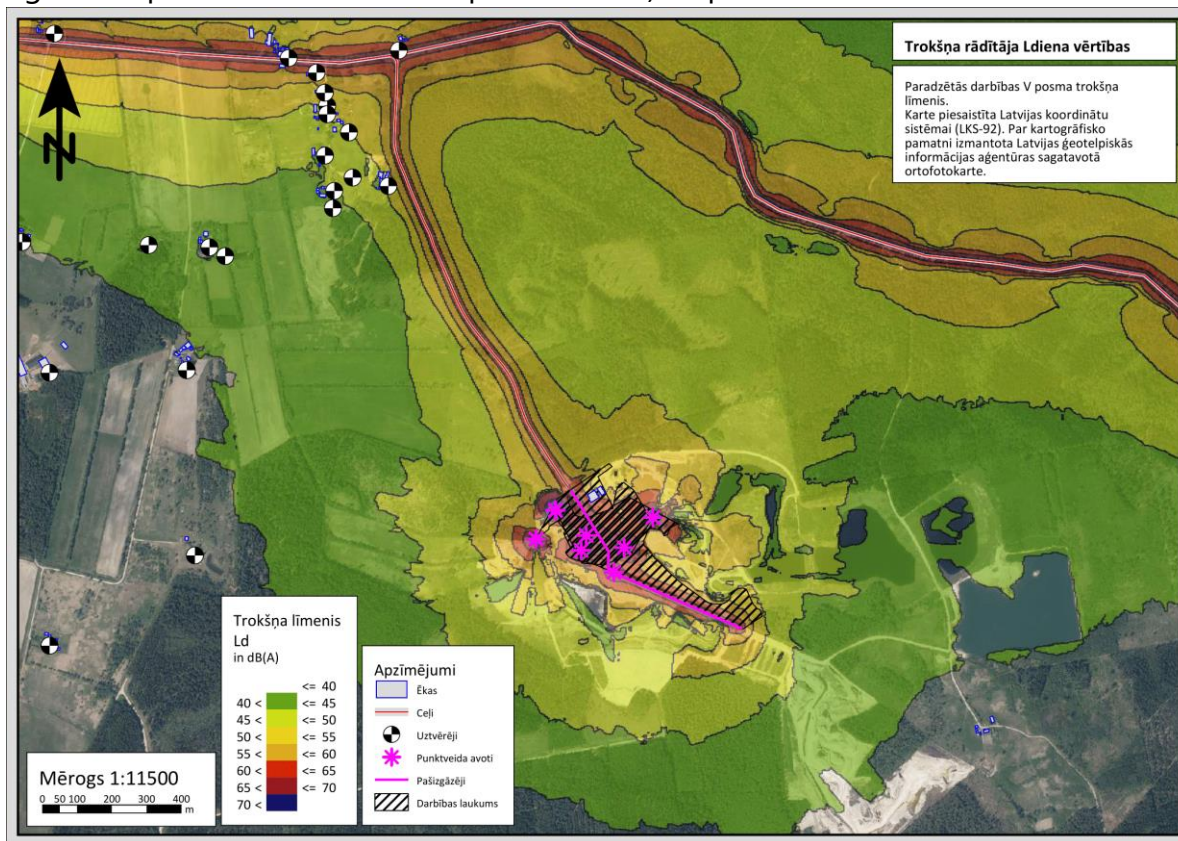 Trokšņa rādītāja Ldiena vērtības
Paradzētās darbības V posma trokšņa
līmenis.
Karte piesaistīta Latvijas koordinātu
sistēmai (LKS-92). Par kartogrāfisko
pamatni izmantota Latvijas ģeotelpiskās
informācijas aģentūras sagatavotā
ortofotokarte.
N
Trokšņa līmenis
Ld
in dB(A)
<= 40
40 < <= 45
45 < <= 50
50 < <= 55
55 < <= 60
60 < <= 65
65 < <= 70
70 <
Apzīmējumi
Ēkas
Ceļi
Uztvērēji
Punktveida avoti
Pašizgāzēji
Darbības laukums
Mērogs 1:11500
0 50 100 200 300 400
m